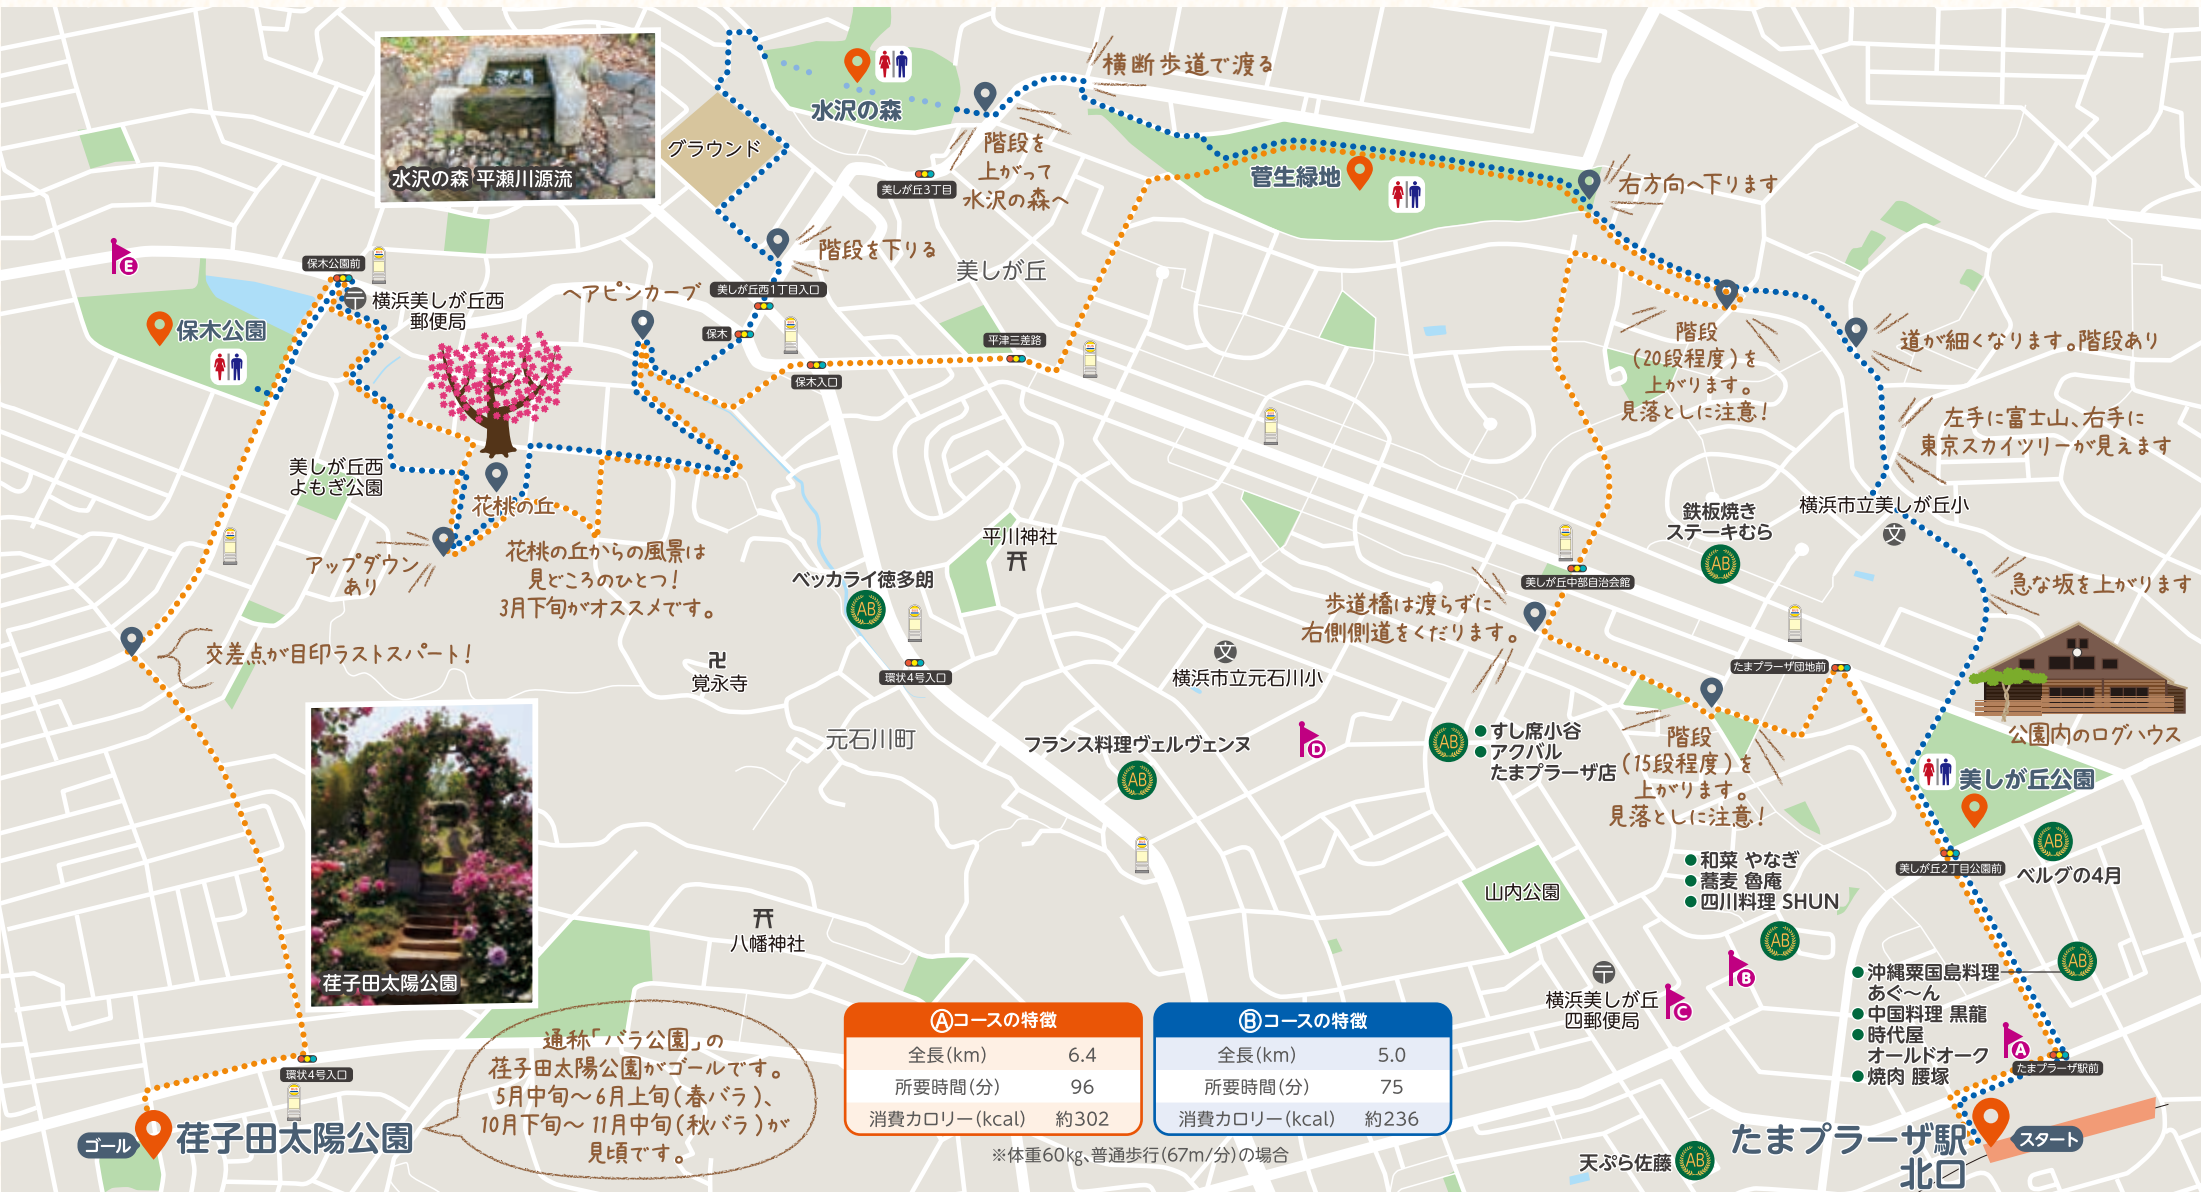 横断歩道で渡る
水沢の森
グラウンド
水沢の森 平瀬川源流
階段を
上がって
水沢の森へ
美しが丘3丁目
菅生緑地
右方向へ下ります
E
保木公園前
横浜美しが丘西
郵便局
階段を下りる
美しが丘
ヘアピンカーブ
美しが丘西1丁目入口
保木
保木公園
平津三差路
保木入口
階段
(20段程度)を
上がります。
見落としに注意!
道が細くなります。階段あり
左手に富士山、右手に
東京スカイツリーが見えます
美しが丘西
よもぎ公園
花桃の丘
横浜市立美しが丘小
文
鉄板焼き
ステーキむら
AB
平川神社
アップダウン
あり
花桃の丘からの風景は
見どころのひとつ!
3月下旬がオススメです。
ベッカライ徳多朗
AB
美しが丘中部自治会館
急な坂を上がります
歩道橋は渡らずに
右側側道をくだります。
交差点が目印ラストスパート!
卍
覚永寺
環状4号入口
文
横浜市立元石川小
たまプラーザ団地前
公園内のログハウス
元石川町
フランス料理ヴェルヴェンヌ
AB
D
AB
すし席小谷
アクバル
たまプラーザ店
階段
(15段程度)を
上がります。
見落としに注意!
美しが丘公園
AB
ベルグの4月
美しが丘2丁目公園前
和菜 やなぎ
蕎麦 魯庵
四川料理 SHUN
AB
山内公園
八幡神社
荏子田太陽公園
B
C
横浜美しが丘
四郵便局
沖縄粟国島料理
あぐ〜ん
中国料理 黒龍
時代屋
オールドオーク
焼肉 腰塚
AB
A
たまプラーザ駅前
環状4号入口
通称「バラ公園」の
荏子田太陽公園がゴールです。
5月中旬〜6月上旬(春バラ)、
10月下旬〜11月中旬(秋バラ)が
見頃です。
Ⓐコースの特徴
全長(km) 6.4
所要時間(分) 96
消費カロリー(kcal) 約302
Ⓑコースの特徴
全長(km) 5.0
所要時間(分) 75
消費カロリー(kcal) 約236
※体重60㎏、普通歩行(67m/分)の場合
ゴール
荏子田太陽公園
天ぷら佐藤
AB
たまプラーザ駅
北口
スタート